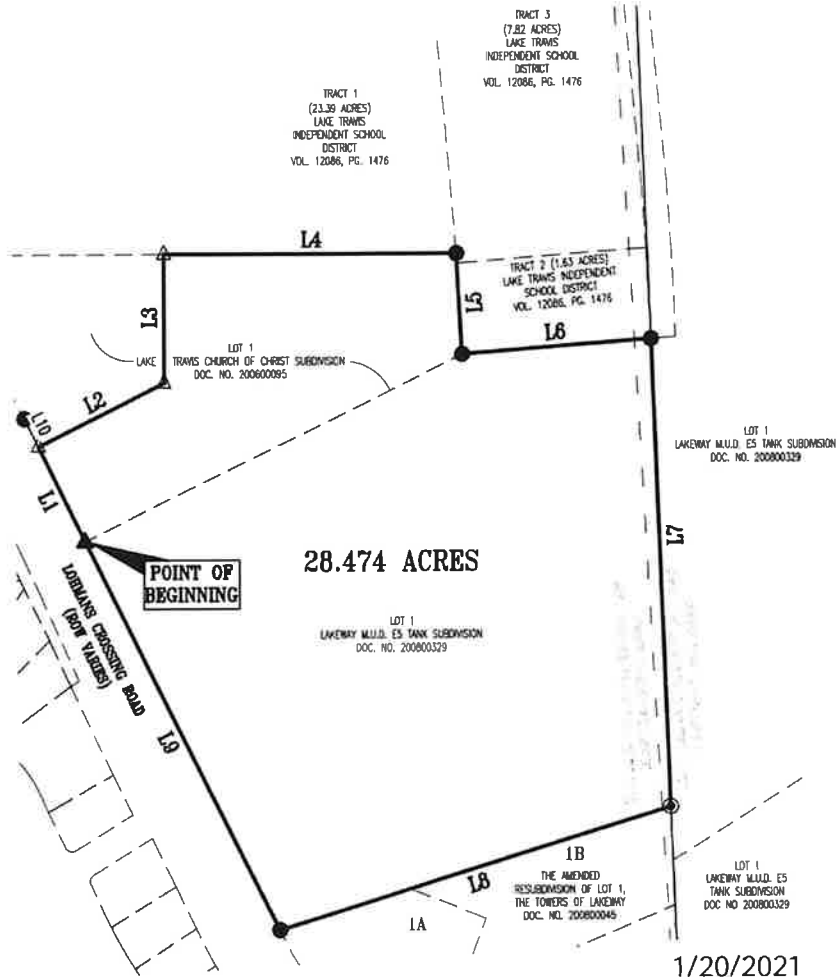 TRACT 3
(7.82 ACRES)
LAKE TRAVIS
INDEPENDENT SCHOOL
DISTRICT
VOL. 12086, PG. 1476
TRACT 1
(23.39 ACRES)
LAKE TRAVIS
INDEPENDENT SCHOOL
DISTRICT
VOL. 12086, PG. 1476
L4
TRACT 2 (1.63 ACRES)
LAKE TRAVIS INDEPENDENT
SCHOOL DISTRICT
VOL. 12086, PG. 1476
L5
L3
L6
LOT 1
LAKE TRAVIS CHURCH OF CHRIST SUBDIVISION
DOC. NO. 200600095
L2
L10
LOT 1
LAKEWAY M.U.D. E5 TANK SUBDIVISION
DOC. NO. 200800329
L1
L7
POINT OF
BEGINNING
28.474 ACRES
LOHMANS CROSSING ROAD
(ROW VARIES)
LOT 1
LAKEWAY M.U.D. E5 TANK SUBDIVISION
DOC. NO. 200800329
L9
1B
L8
THE AMENDED
RESUBDIVISION OF LOT 1,
THE TOWERS OF LAKEWAY
DOC. NO. 200800045
1A
LOT 1
LAKEWAY M.U.D. E5
TANK SUBDIVISION
DOC NO 200800329
1/20/2021